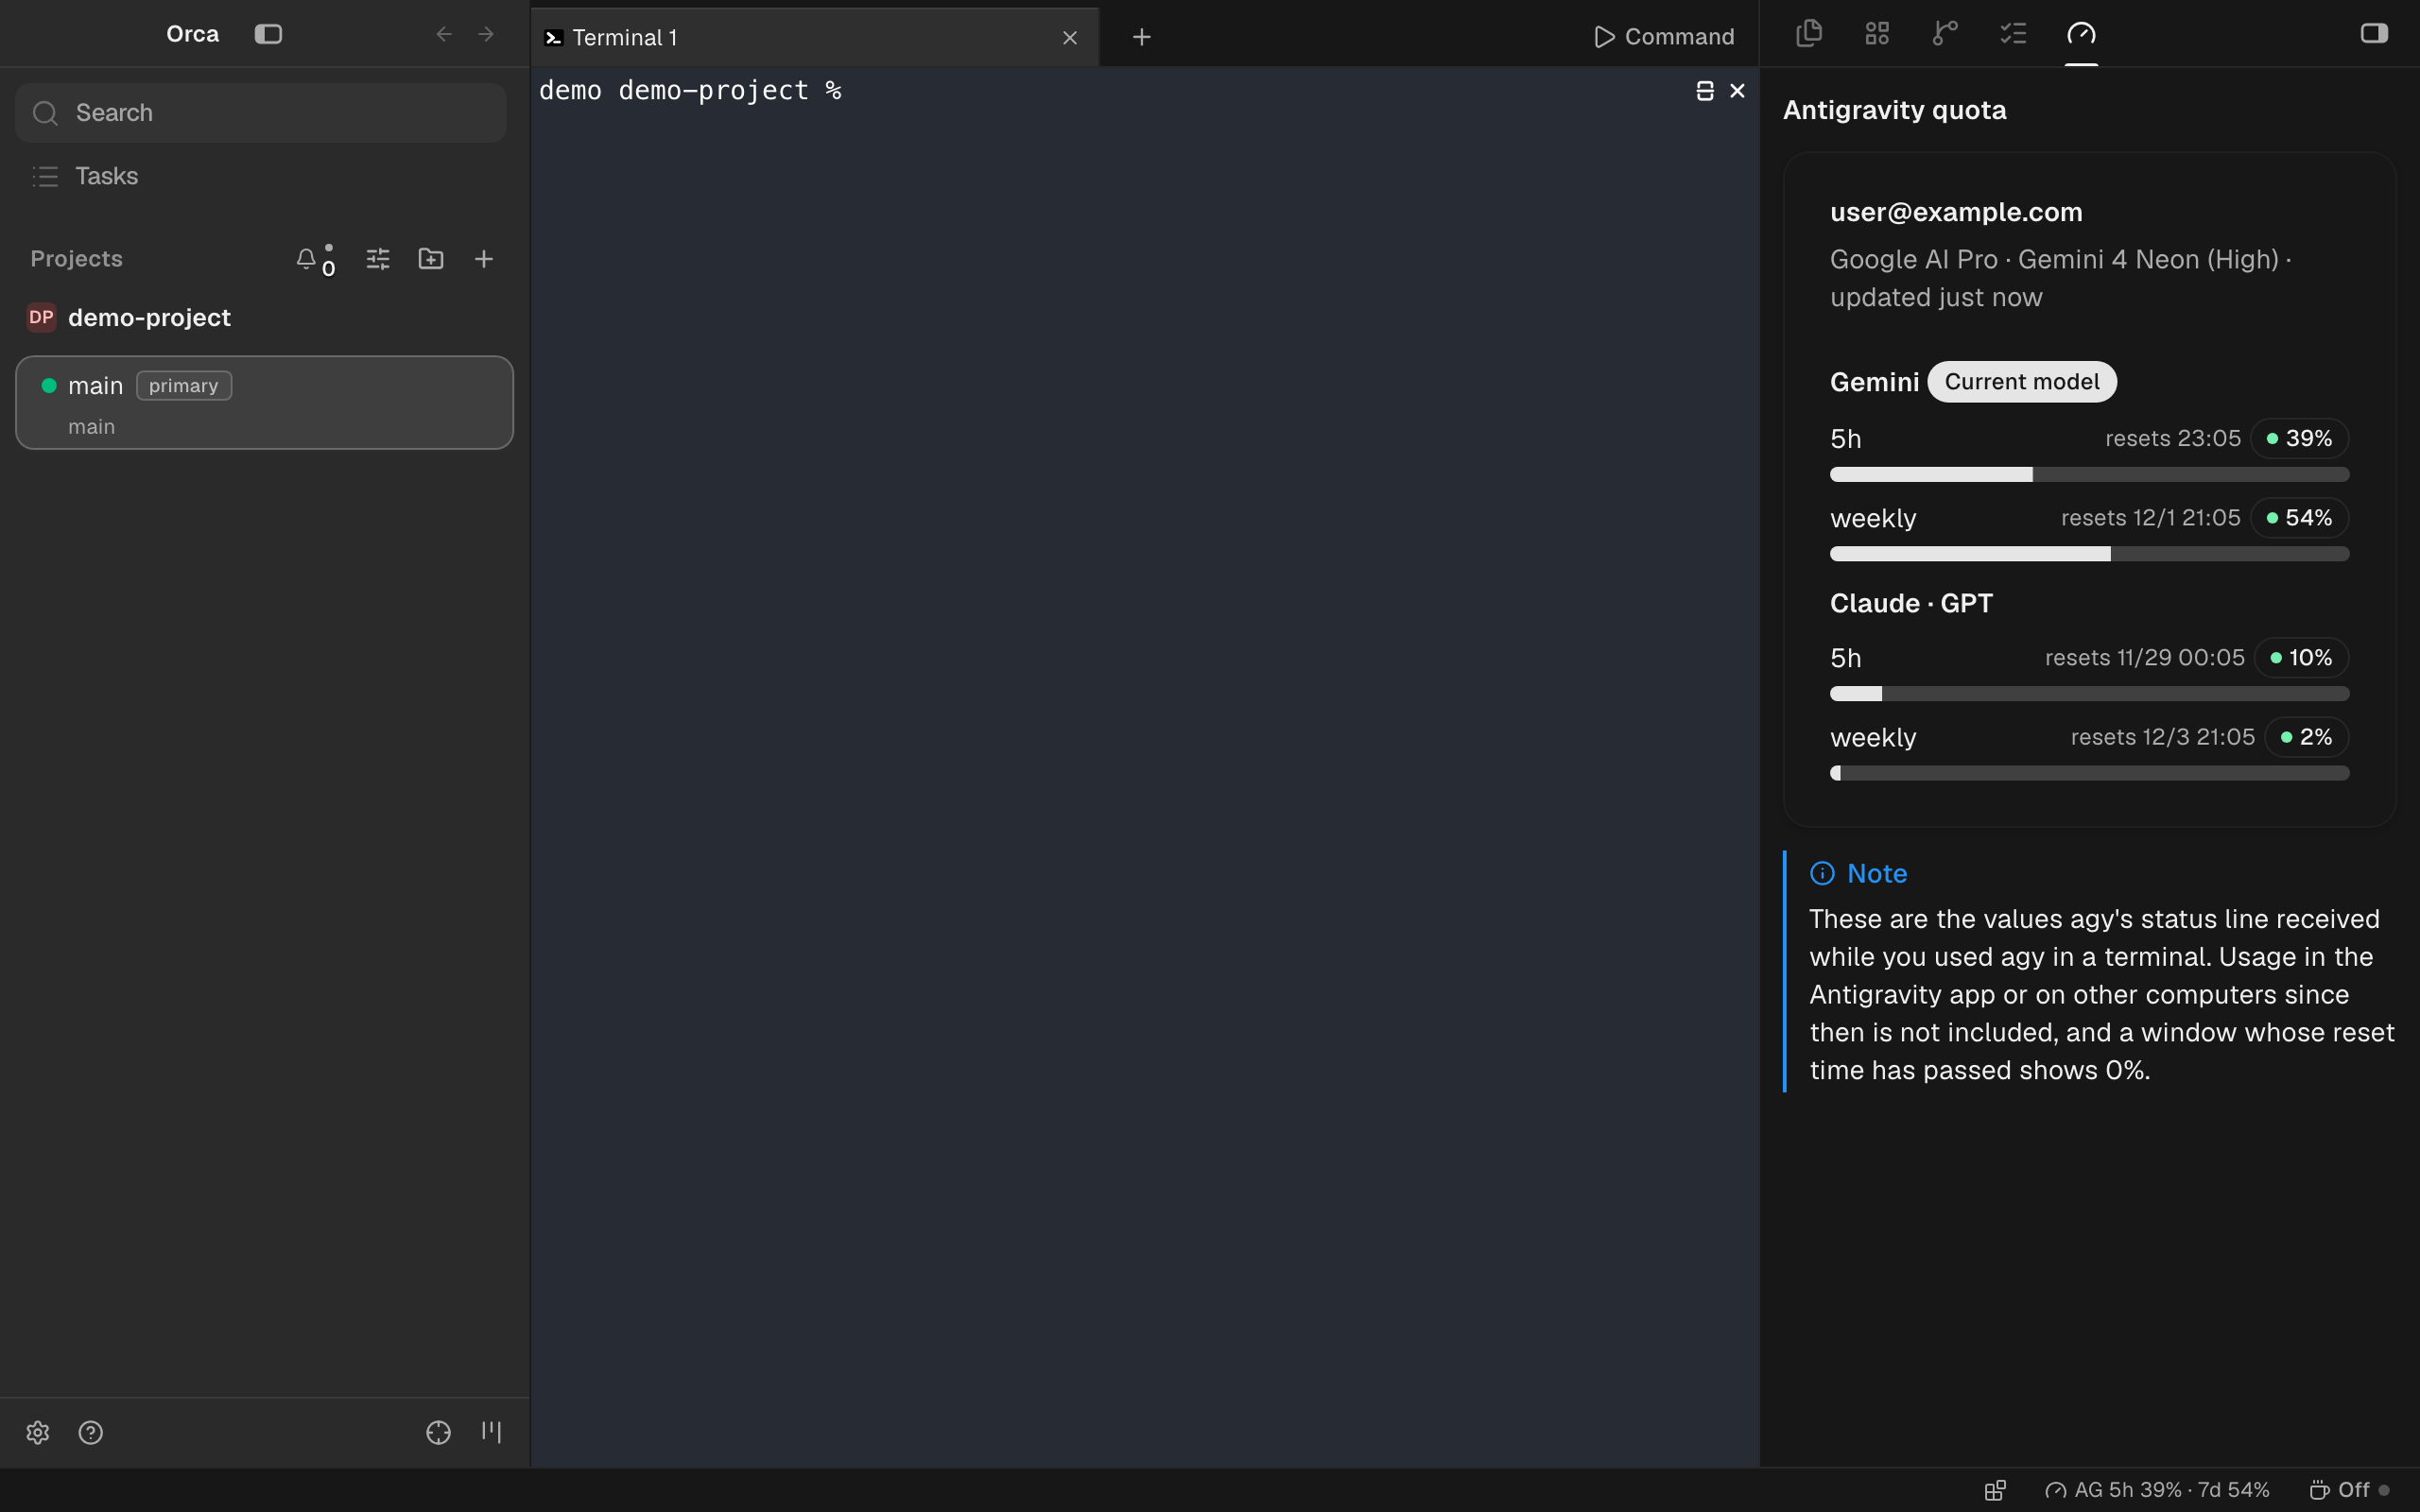 Orca
Search
Tasks
Projects
0
DP demo-project
main primary
main
Terminal 1
Command
demo demo-project %
Antigravity quota
user@example.com
Google AI Pro · Gemini 4 Neon (High) ·
updated just now
Gemini Current model
5h resets 23:05 39%
weekly resets 12/1 21:05 54%
Claude · GPT
5h resets 11/29 00:05 10%
weekly resets 12/3 21:05 2%
Note
These are the values agy's status line received
while you used agy in a terminal. Usage in the
Antigravity app or on other computers since
then is not included, and a window whose reset
time has passed shows 0%.
AG 5h 39% · 7d 54%
Off